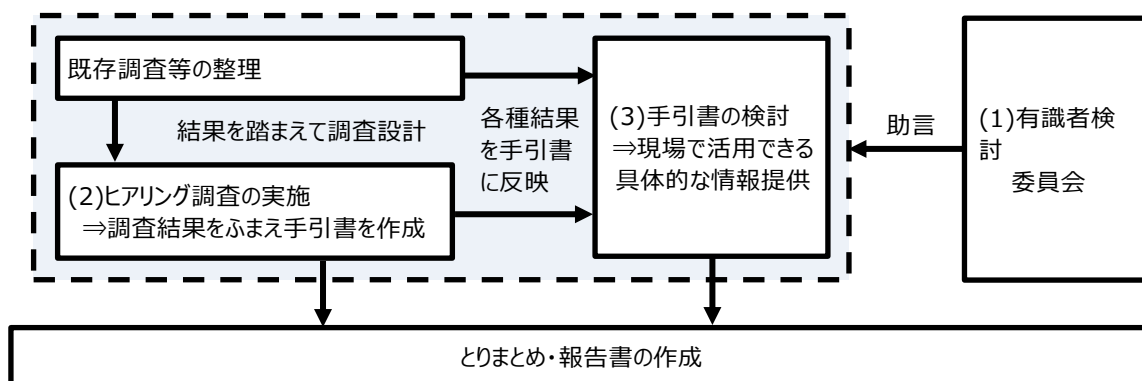 既存調査等の整理
結果を踏まえて調査設計
(2)ヒアリング調査の実施
⇒調査結果をふまえ手引書を作成
各種結果
を手引書
に反映
(3)手引書の検討
⇒現場で活用できる
具体的な情報提供
助言
(1)有識者検
討
委員会
とりまとめ・報告書の作成